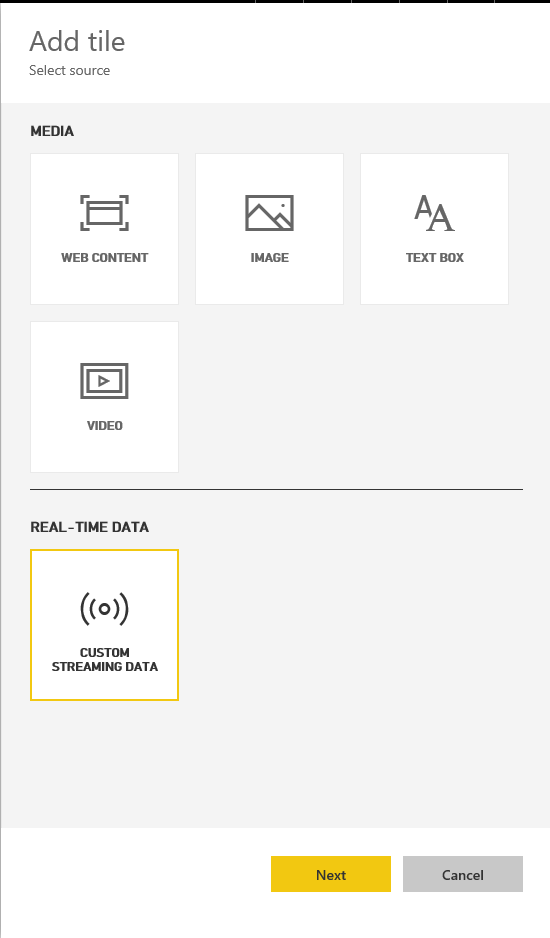 Add tile
Select source
MEDIA
WEB CONTENT
IMAGE
TEXT BOX
VIDEO
REAL-TIME DATA
CUSTOM
STREAMING DATA
Next
Cancel